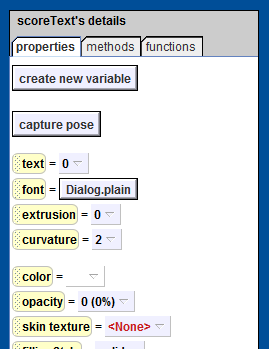 scoreText's details
properties methods functions
create new variable
capture pose
text = 0
font = Dialog.plain
extrusion = 0
curvature = 2
color =
opacity = 0 (0%)
skin texture = <None>